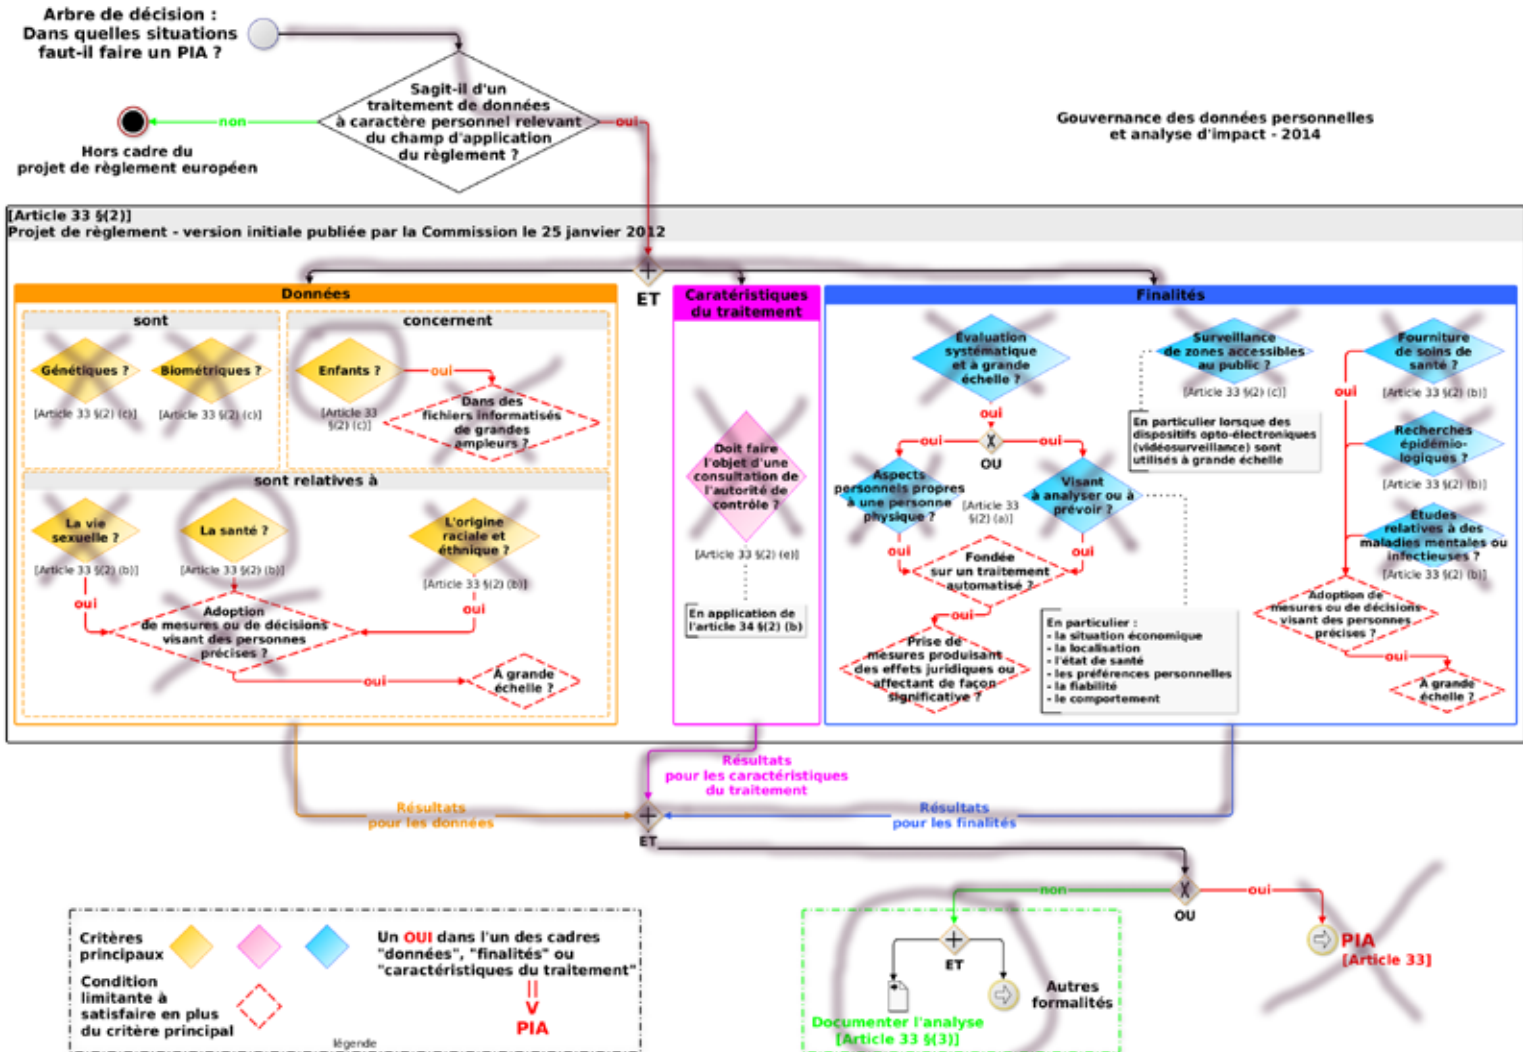 Arbre de décision :
Dans quelles situations
faut-il faire un PIA ?
Sagit-il d'un
traitement de données
à caractère personnel relevant
du champ d'application
du règlement ?
non
oui
Hors cadre du
projet de règlement européen
Gouvernance des données personnelles
et analyse d'impact - 2014
[Article 33 §(2)]
Projet de règlement - version initiale publiée par la Commission le 25 janvier 2012
ET
Données
sont
Génétiques ?
[Article 33 §(2) (c)]
Biométriques ?
[Article 33 §(2) (c)]
concernent
Enfants ?
[Article 33
§(2) (c)]
oui
Dans des
fichiers informatisés
de grandes
ampleurs ?
sont relatives à
La vie
sexuelle ?
[Article 33 §(2) (b)]
oui
La santé ?
[Article 33 §(2) (b)]
L'origine
raciale et
éthnique ?
[Article 33 §(2) (b)]
oui
Adoption
de mesures ou de décisions
visant des personnes
précises ?
oui
À grande
échelle ?
Caratéristiques
du traitement
Doit faire
l'objet d'une
consultation de
l'autorité de
contrôle ?
[Article 33 §(2) (e)]
En application de
l'article 34 §(2) (b)
Finalités
Évaluation
systématique
et à grande
échelle ?
oui
oui
oui
OU
Aspects
personnels propres
à une personne
physique ?
[Article 33
§(2) (a)]
Visant
à analyser ou à
prévoir ?
oui
oui
Fondée
sur un traitement
automatisé ?
oui
Prise de
mesures produisant
des effets juridiques ou
affectant de façon
significative ?
En particulier :
- la situation économique
- la localisation
- l'état de santé
- les préférences personnelles
- la fiabilité
- le comportement
Surveillance
de zones accessibles
au public ?
[Article 33 §(2) (c)]
En particulier lorsque des
dispositifs opto-électroniques
(vidéosurveillance) sont
utilisés à grande échelle
Fourniture
de soins de
santé ?
[Article 33 §(2) (b)]
oui
Recherches
épidémio-
logiques ?
[Article 33 §(2) (b)]
Études
relatives à des
maladies mentales ou
infectieuses ?
[Article 33 §(2) (b)]
Adoption de
mesures ou de décisions
visant des personnes
précises ?
oui
À grande
échelle ?
Résultats
pour les caractéristiques
du traitement
Résultats
pour les données
Résultats
pour les finalités
ET
non
oui
OU
PIA
[Article 33]
ET
Autres
formalités
Documenter l'analyse
[Article 33 §(3)]
Critères
principaux
Condition
limitante à
satisfaire en plus
du critère principal
Un OUI dans l'un des cadres
"données", "finalités" ou
"caractéristiques du traitement"
=
V
PIA
légende